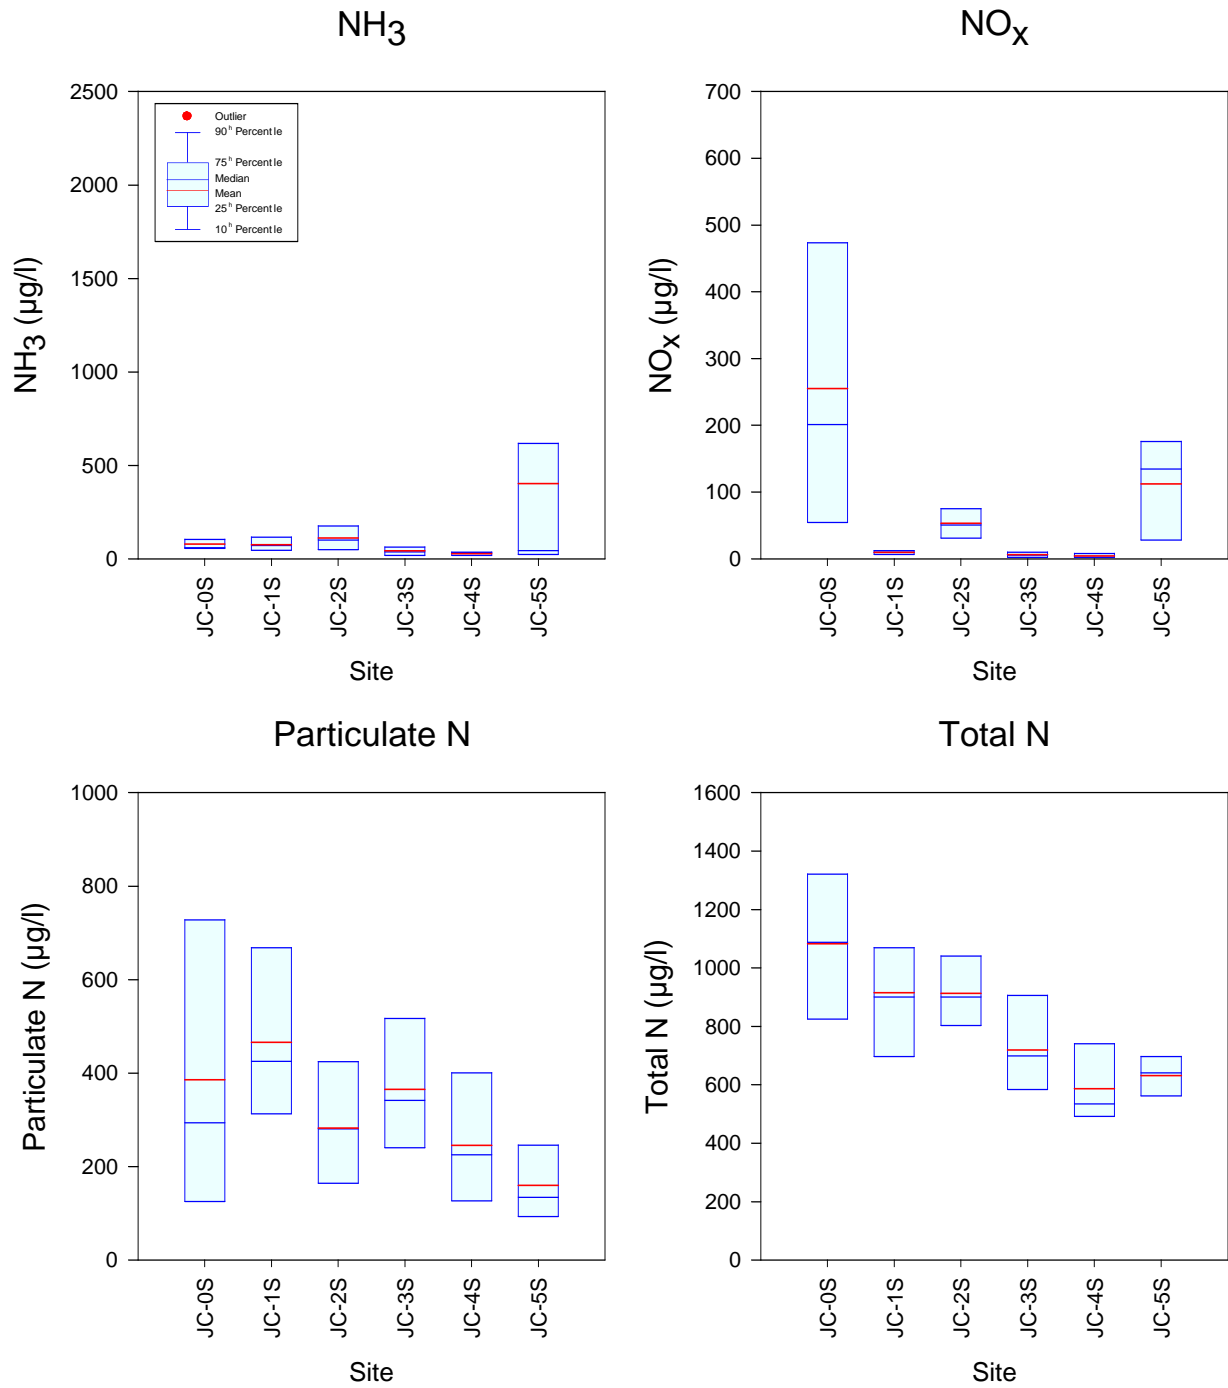 NH3
NH3 (µg/l)
2500
2000
1500
1000
500
0
Outlier
90h Percentile
75h Percentile
Median
Mean
25h Percentile
10h Percentile
JC-0S
JC-1S
JC-2S
JC-3S
JC-4S
JC-5S
Site
NOx
NOx (µg/l)
700
600
500
400
300
200
100
0
JC-0S
JC-1S
JC-2S
JC-3S
JC-4S
JC-5S
Site
Particulate N
Particulate N (µg/l)
1000
800
600
400
200
0
JC-0S
JC-1S
JC-2S
JC-3S
JC-4S
JC-5S
Site
Total N
Total N (µg/l)
1600
1400
1200
1000
800
600
400
200
0
JC-0S
JC-1S
JC-2S
JC-3S
JC-4S
JC-5S
Site